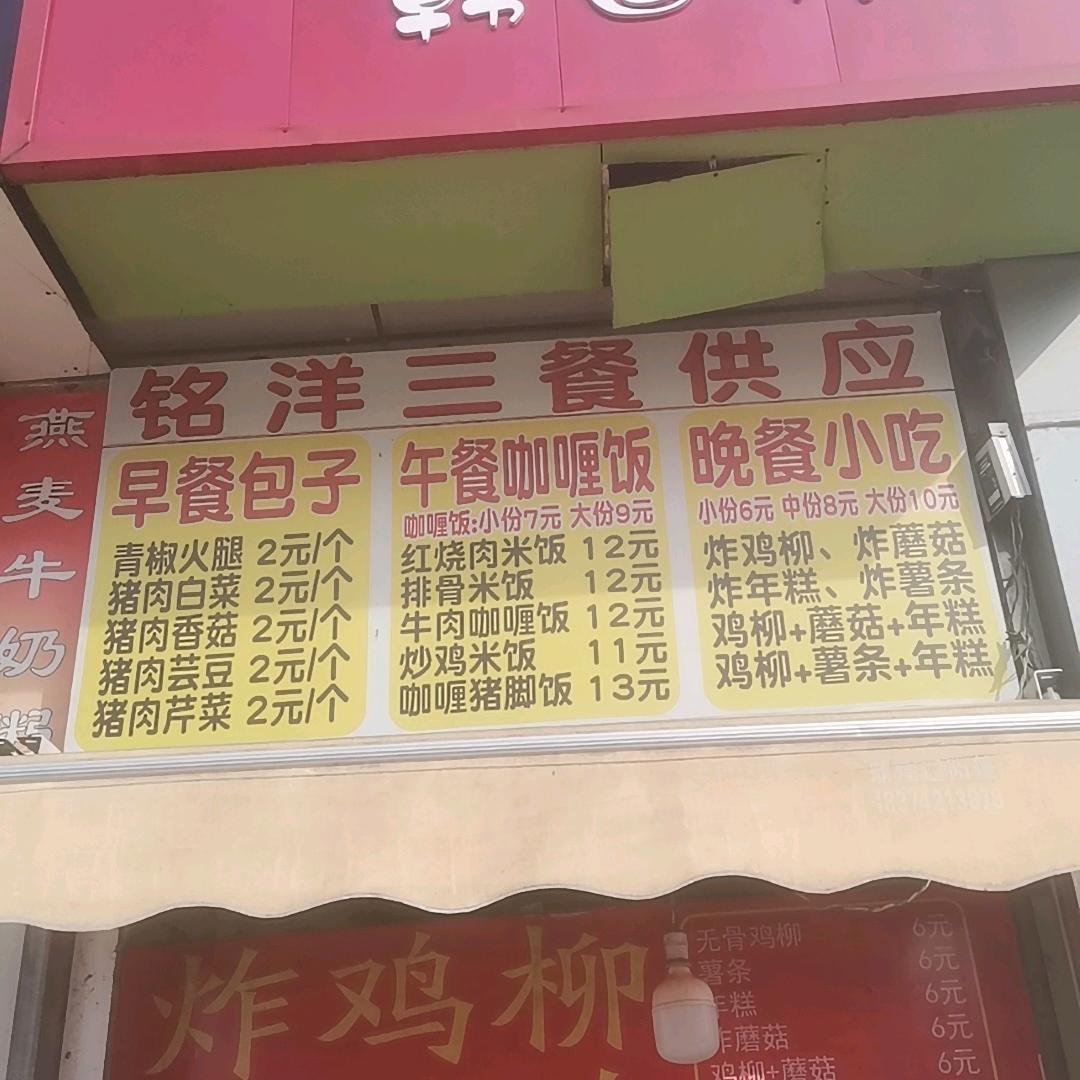 铭洋三餐供应
燕麦牛奶粥
早餐包子
青椒火腿 2元/个
猪肉白菜 2元/个
猪肉香菇 2元/个
猪肉芸豆 2元/个
猪肉芹菜 2元/个
午餐咖喱饭
咖喱饭:小份7元 大份9元
红烧肉米饭 12元
排骨米饭 12元
牛肉咖喱饭 12元
炒鸡米饭 11元
咖喱猪脚饭 13元
晚餐小吃
小份6元 中份8元 大份10元
炸鸡柳、炸蘑菇
炸年糕、炸薯条
鸡柳+蘑菇+年糕
鸡柳+薯条+年糕
炸鸡柳
无骨鸡柳 6元
薯条 6元
年糕 6元
炸蘑菇 6元
鸡柳+蘑菇 6元